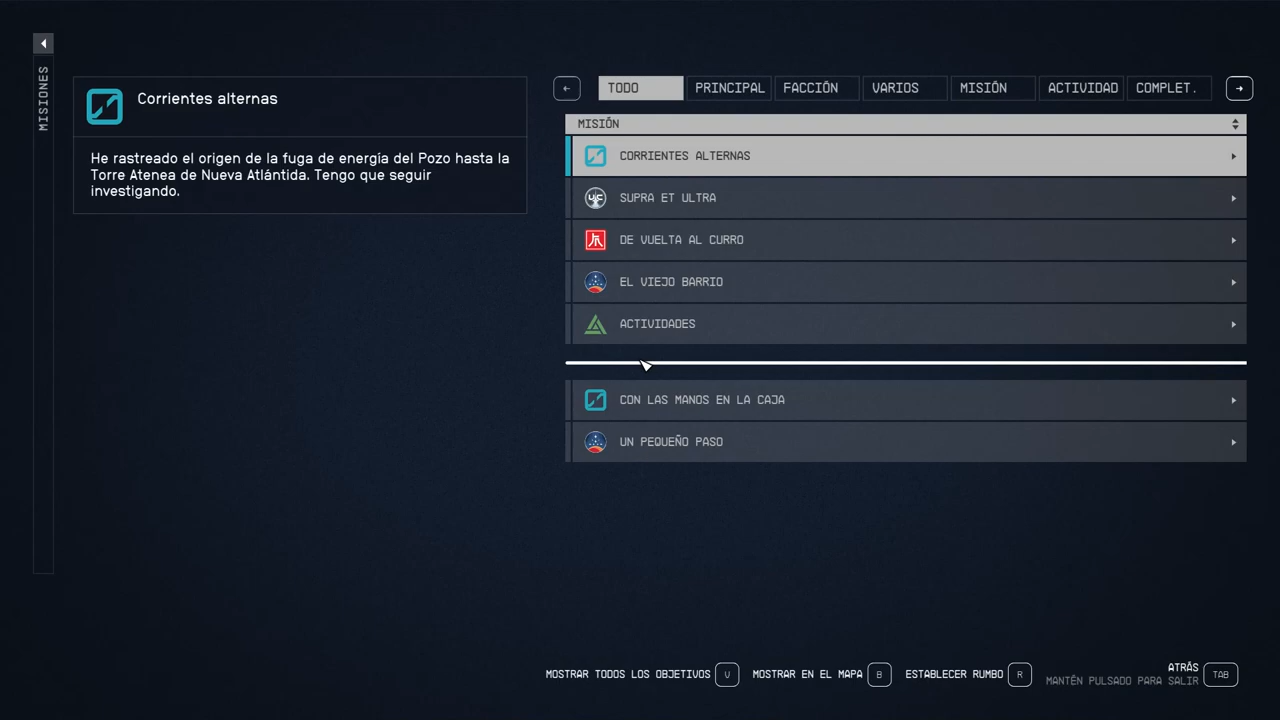 MISIONES
Corrientes alternas
He rastreado el origen de la fuga de energía del Pozo hasta la
Torre Atenea de Nueva Atlántida. Tengo que seguir
investigando.
TODO
PRINCIPAL
FACCIÓN
VARIOS
MISIÓN
ACTIVIDAD
COMPLET.
MISIÓN
CORRIENTES ALTERNAS
SUPRA ET ULTRA
DE VUELTA AL CURRO
EL VIEJO BARRIO
ACTIVIDADES
CON LAS MANOS EN LA CAJA
UN PEQUEÑO PASO
MOSTRAR TODOS LOS OBJETIVOS
MOSTRAR EN EL MAPA B
ESTABLECER RUMBO R
ATRÁS
MANTÉN PULSADO PARA SALIR
TAB